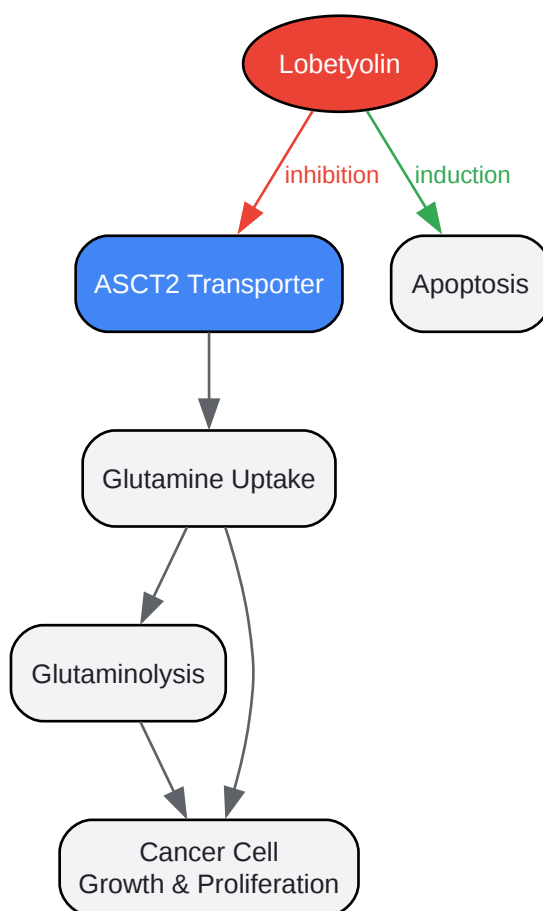 Lobetyolin
inhibition
induction
ASCT2 Transporter
Apoptosis
Glutamine Uptake
Glutaminolysis
Cancer Cell
Growth & Proliferation